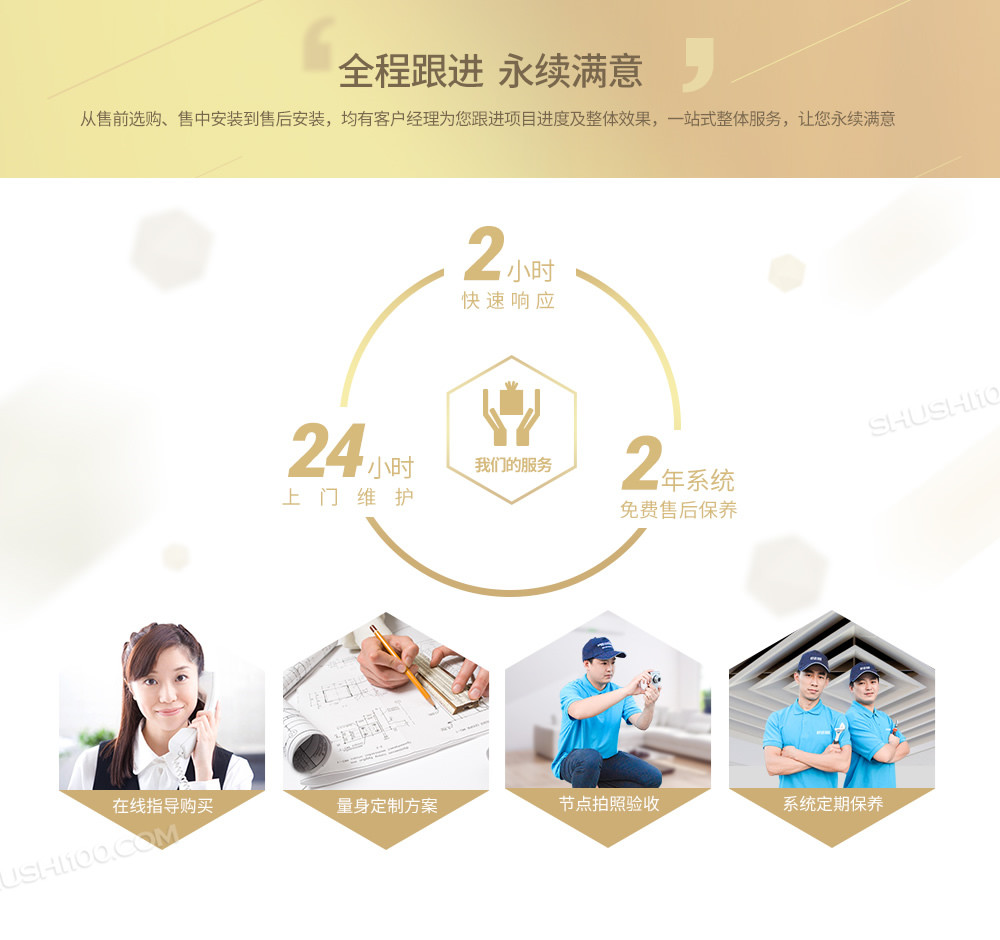 全程跟进 永续满意
从售前选购、售中安装到售后安装，均有客户经理为您跟进项目进度及整体效果，一站式整体服务，让您永续满意
2小时
快速响应
24小时
上门维护
我们的服务
2年系统
免费售后保养
SHUSHI100
在线指导购买
量身定制方案
节点拍照验收
系统定期保养
USHI100.COM